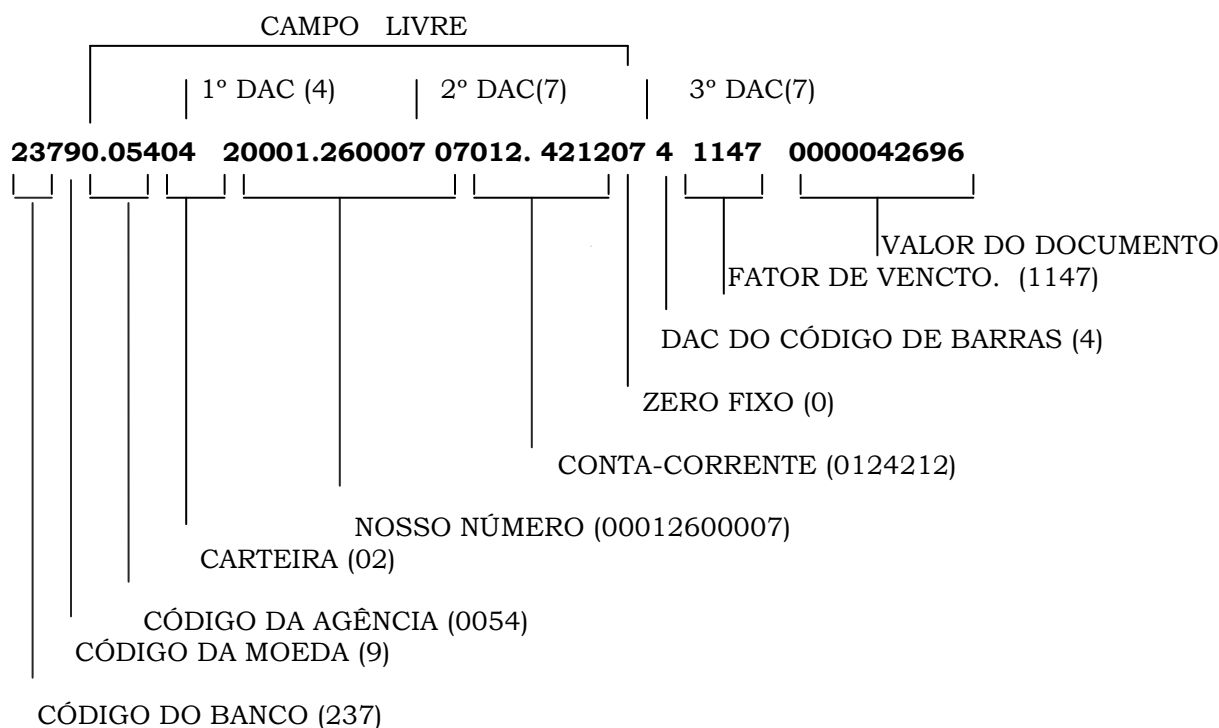 CAMPO LIVRE
1º DAC (4) 2º DAC(7) 3º DAC(7)
23790.05404 20001.260007 07012. 421207 4 1147 0000042696
VALOR DO DOCUMENTO
FATOR DE VENCTO. (1147)
DAC DO CÓDIGO DE BARRAS (4)
ZERO FIXO (0)
CONTA-CORRENTE (0124212)
NOSSO NÚMERO (00012600007)
CARTEIRA (02)
CÓDIGO DA AGÊNCIA (0054)
CÓDIGO DA MOEDA (9)
CÓDIGO DO BANCO (237)